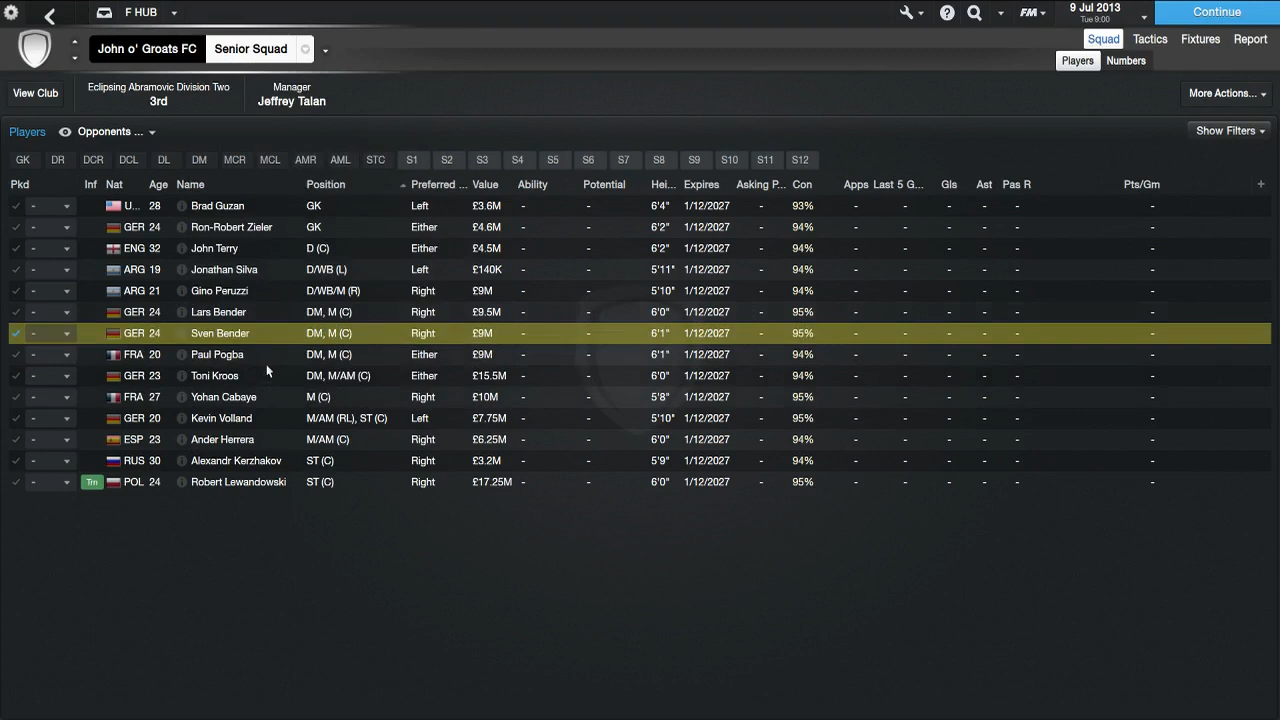 F HUB FM 9 Jul 2013 Tue 9:00 Continue
John o' Groats FC Senior Squad Squad Tactics Fixtures Report
Players Numbers
View Club Eclipsing Abramovic Division Two 3rd Manager Jeffrey Talan More Actions...
Players Opponents ... Show Filters
GK DR DCR DCL DL DM MCR MCL AMR AML STC S1 S2 S3 S4 S5 S6 S7 S8 S9 S10 S11 S12
Pkd Inf Nat Age Name Position Preferred ... Value Ability Potential Hei... Expires Asking P... Con Apps Last 5 G... Gls Ast Pas R Pts/Gm +
- U... 28 Brad Guzan GK Left £3.6M - - 6'4" 1/12/2027 - 93% - - - - - -
- GER 24 Ron-Robert Zieler GK Either £4.6M - - 6'2" 1/12/2027 - 94% - - - - - -
- ENG 32 John Terry D (C) Either £4.5M - - 6'2" 1/12/2027 - 94% - - - - - -
- ARG 19 Jonathan Silva D/WB (L) Left £140K - - 5'11" 1/12/2027 - 94% - - - - - -
- ARG 21 Gino Peruzzi D/WB/M (R) Right £9M - - 5'10" 1/12/2027 - 94% - - - - - -
- GER 24 Lars Bender DM, M (C) Right £9.5M - - 6'0" 1/12/2027 - 95% - - - - - -
- GER 24 Sven Bender DM, M (C) Right £9M - - 6'1" 1/12/2027 - 95% - - - - - -
- FRA 20 Paul Pogba DM, M (C) Either £9M - - 6'1" 1/12/2027 - 94% - - - - - -
- GER 23 Toni Kroos DM, M/AM (C) Either £15.5M - - 6'0" 1/12/2027 - 94% - - - - - -
- FRA 27 Yohan Cabaye M (C) Right £10M - - 5'8" 1/12/2027 - 95% - - - - - -
- GER 20 Kevin Volland M/AM (RL), ST (C) Left £7.75M - - 5'10" 1/12/2027 - 95% - - - - - -
- ESP 23 Ander Herrera M/AM (C) Right £6.25M - - 6'0" 1/12/2027 - 94% - - - - - -
- RUS 30 Alexandr Kerzhakov ST (C) Right £3.2M - - 5'9" 1/12/2027 - 94% - - - - - -
- Trn POL 24 Robert Lewandowski ST (C) Right £17.25M - - 6'0" 1/12/2027 - 95% - - - - - -